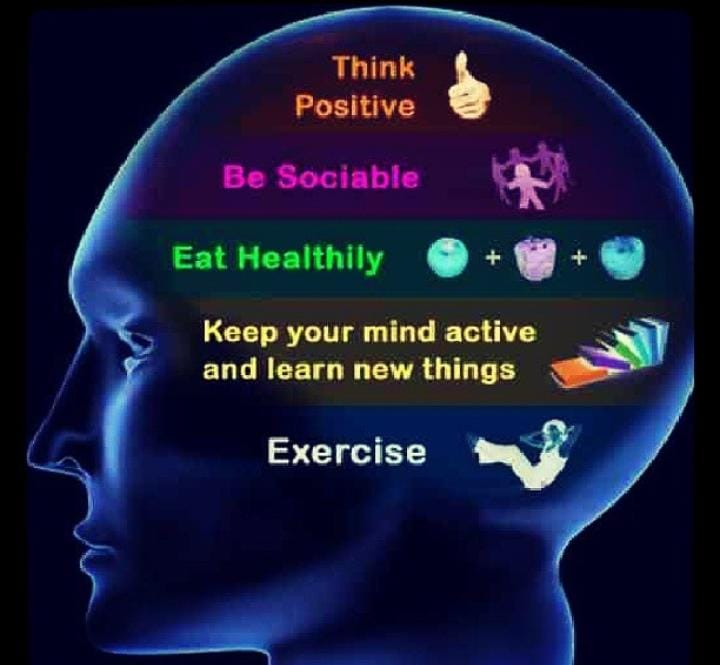 Think
Positive
Be Sociable
Eat Healthily + +
Keep your mind active
and learn new things
Exercise